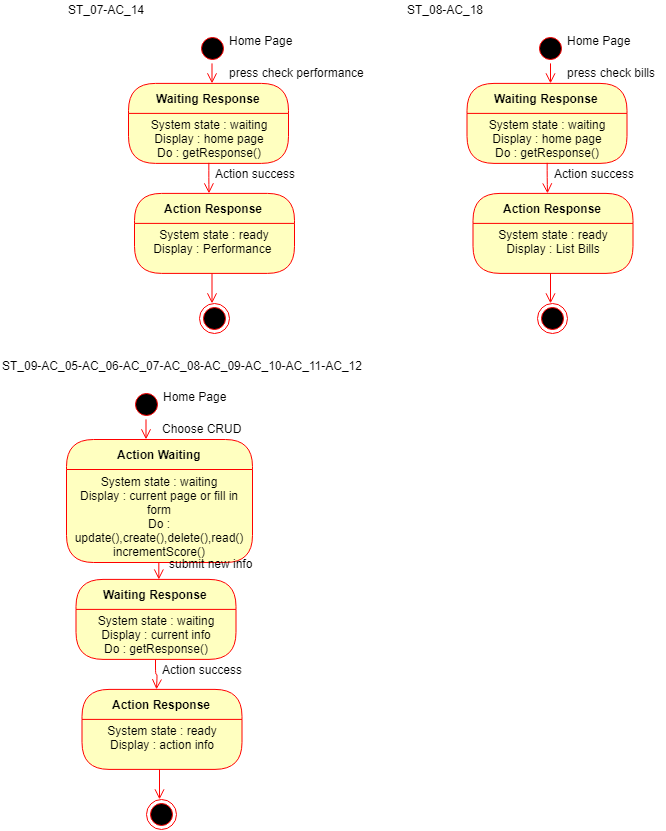 ST_07-AC_14
Home Page
press check performance
Waiting Response
System state : waiting
Display : home page
Do : getResponse()
Action success
Action Response
System state : ready
Display : Performance
ST_08-AC_18
Home Page
press check bills
Waiting Response
System state : waiting
Display : home page
Do : getResponse()
Action success
Action Response
System state : ready
Display : List Bills
ST_09-AC_05-AC_06-AC_07-AC_08-AC_09-AC_10-AC_11-AC_12
Home Page
Choose CRUD
Action Waiting
System state : waiting
Display : current page or fill in
form
Do :
update(),create(),delete(),read()
incrementScore()
submit new info
Waiting Response
System state : waiting
Display : current info
Do : getResponse()
Action success
Action Response
System state : ready
Display : action info